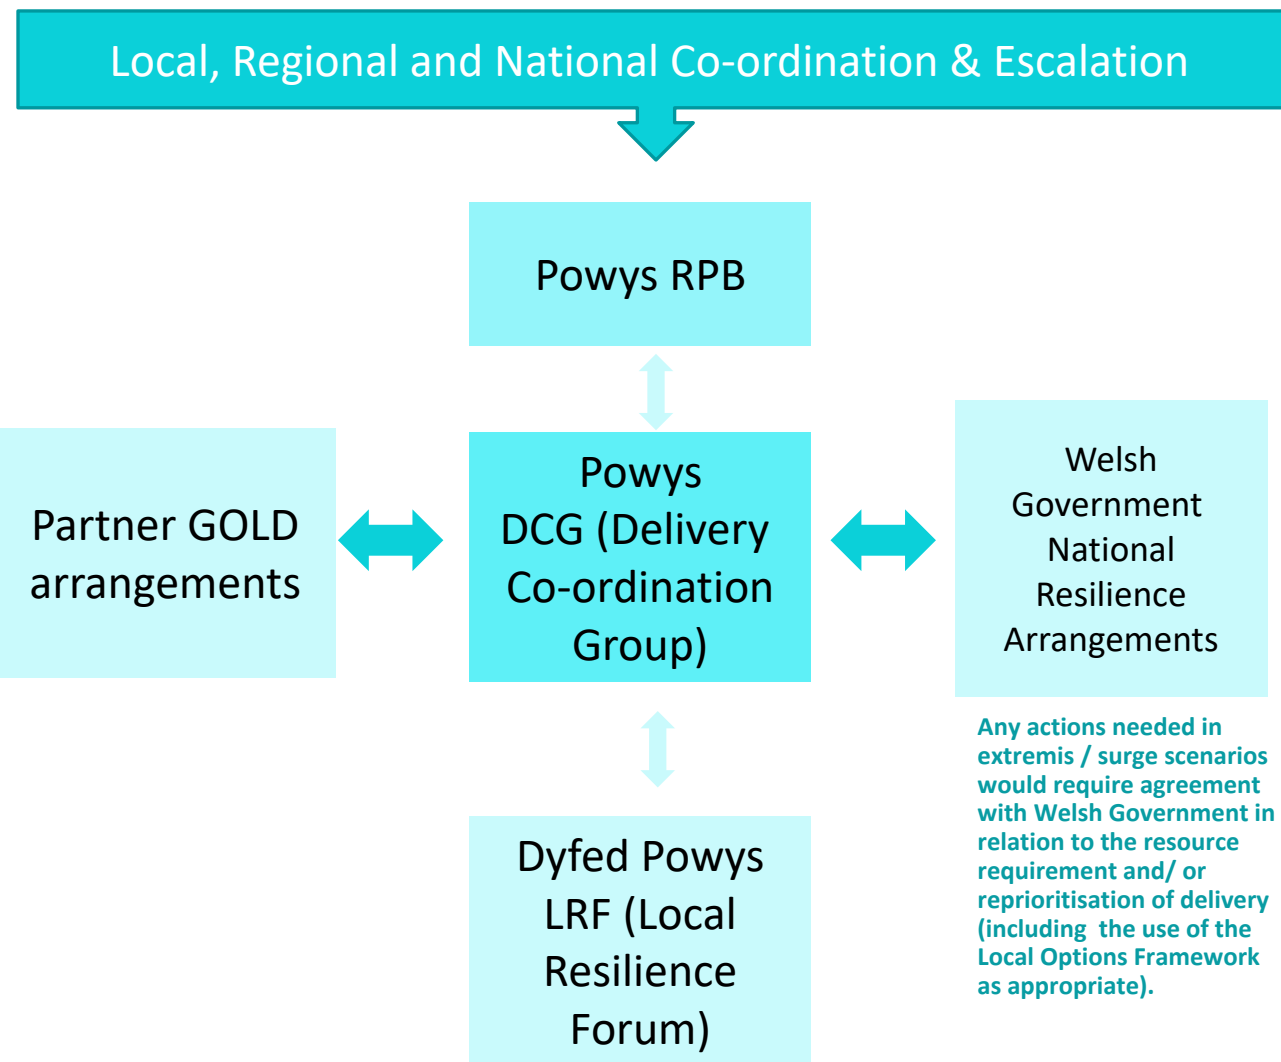 Local, Regional and National Co-ordination & Escalation
Powys RPB
Partner GOLD
arrangements
Powys
DCG (Delivery
Co-ordination
Group)
Welsh
Government
National
Resilience
Arrangements
Any actions needed in
extremis / surge scenarios
would require agreement
with Welsh Government in
relation to the resource
requirement and/ or
reprioritisation of delivery
(including the use of the
Local Options Framework
as appropriate).
Dyfed Powys
LRF (Local
Resilience
Forum)